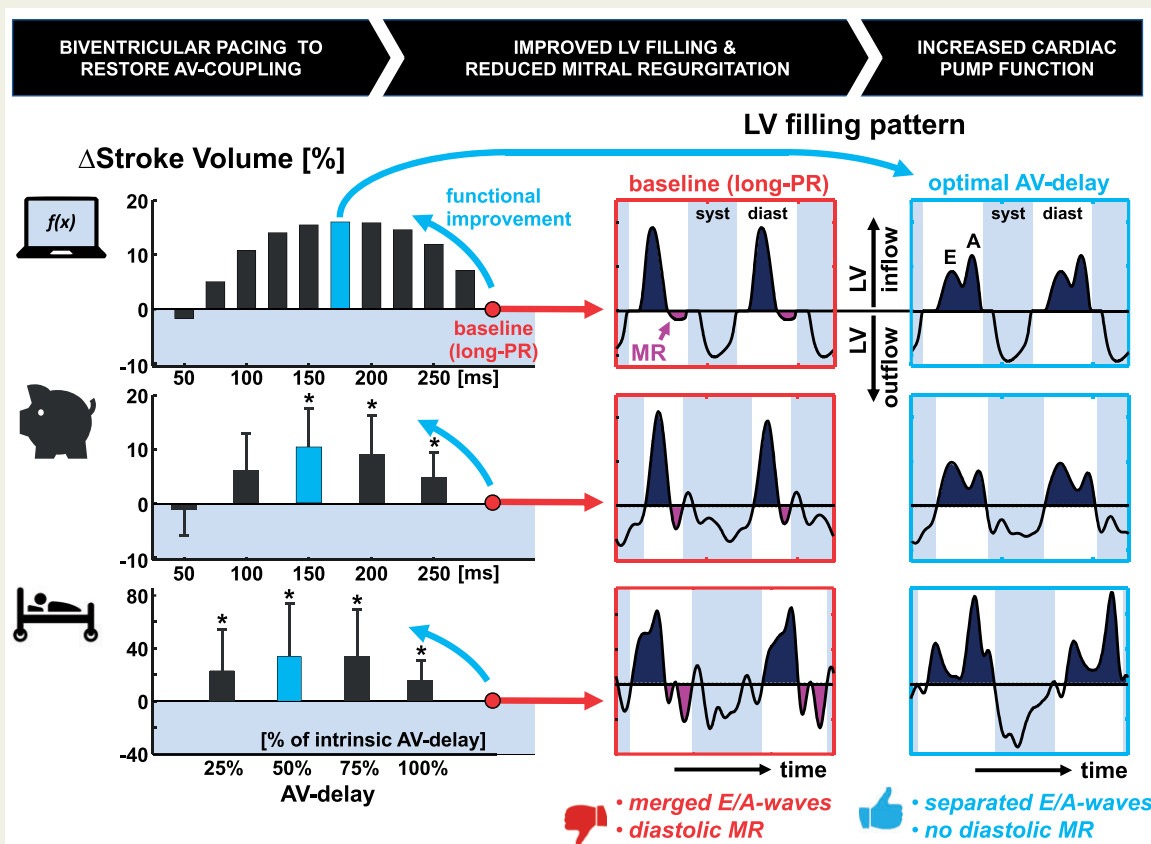 BIVENTRICULAR PACING TO
RESTORE AV-COUPLING
IMPROVED LV FILLING &
REDUCED MITRAL REGURGITATION
INCREASED CARDIAC
PUMP FUNCTION
LV filling pattern
ΔStroke Volume [%]
baseline (long-PR)
optimal AV-delay
f(x)
20
10
0
-10
50
100
150
200
250
[ms]
functional
improvement
baseline
(long-PR)
syst
diast
MR
LV
inflow
LV
outflow
syst
diast
E
A
20
10
0
-10
*
*
*
50
100
150
200
250
[ms]
80
40
0
-40
*
*
*
*
[% of intrinsic AV-delay]
25%
50%
75%
100%
AV-delay
time
time
• merged E/A-waves
• diastolic MR
• separated E/A-waves
• no diastolic MR